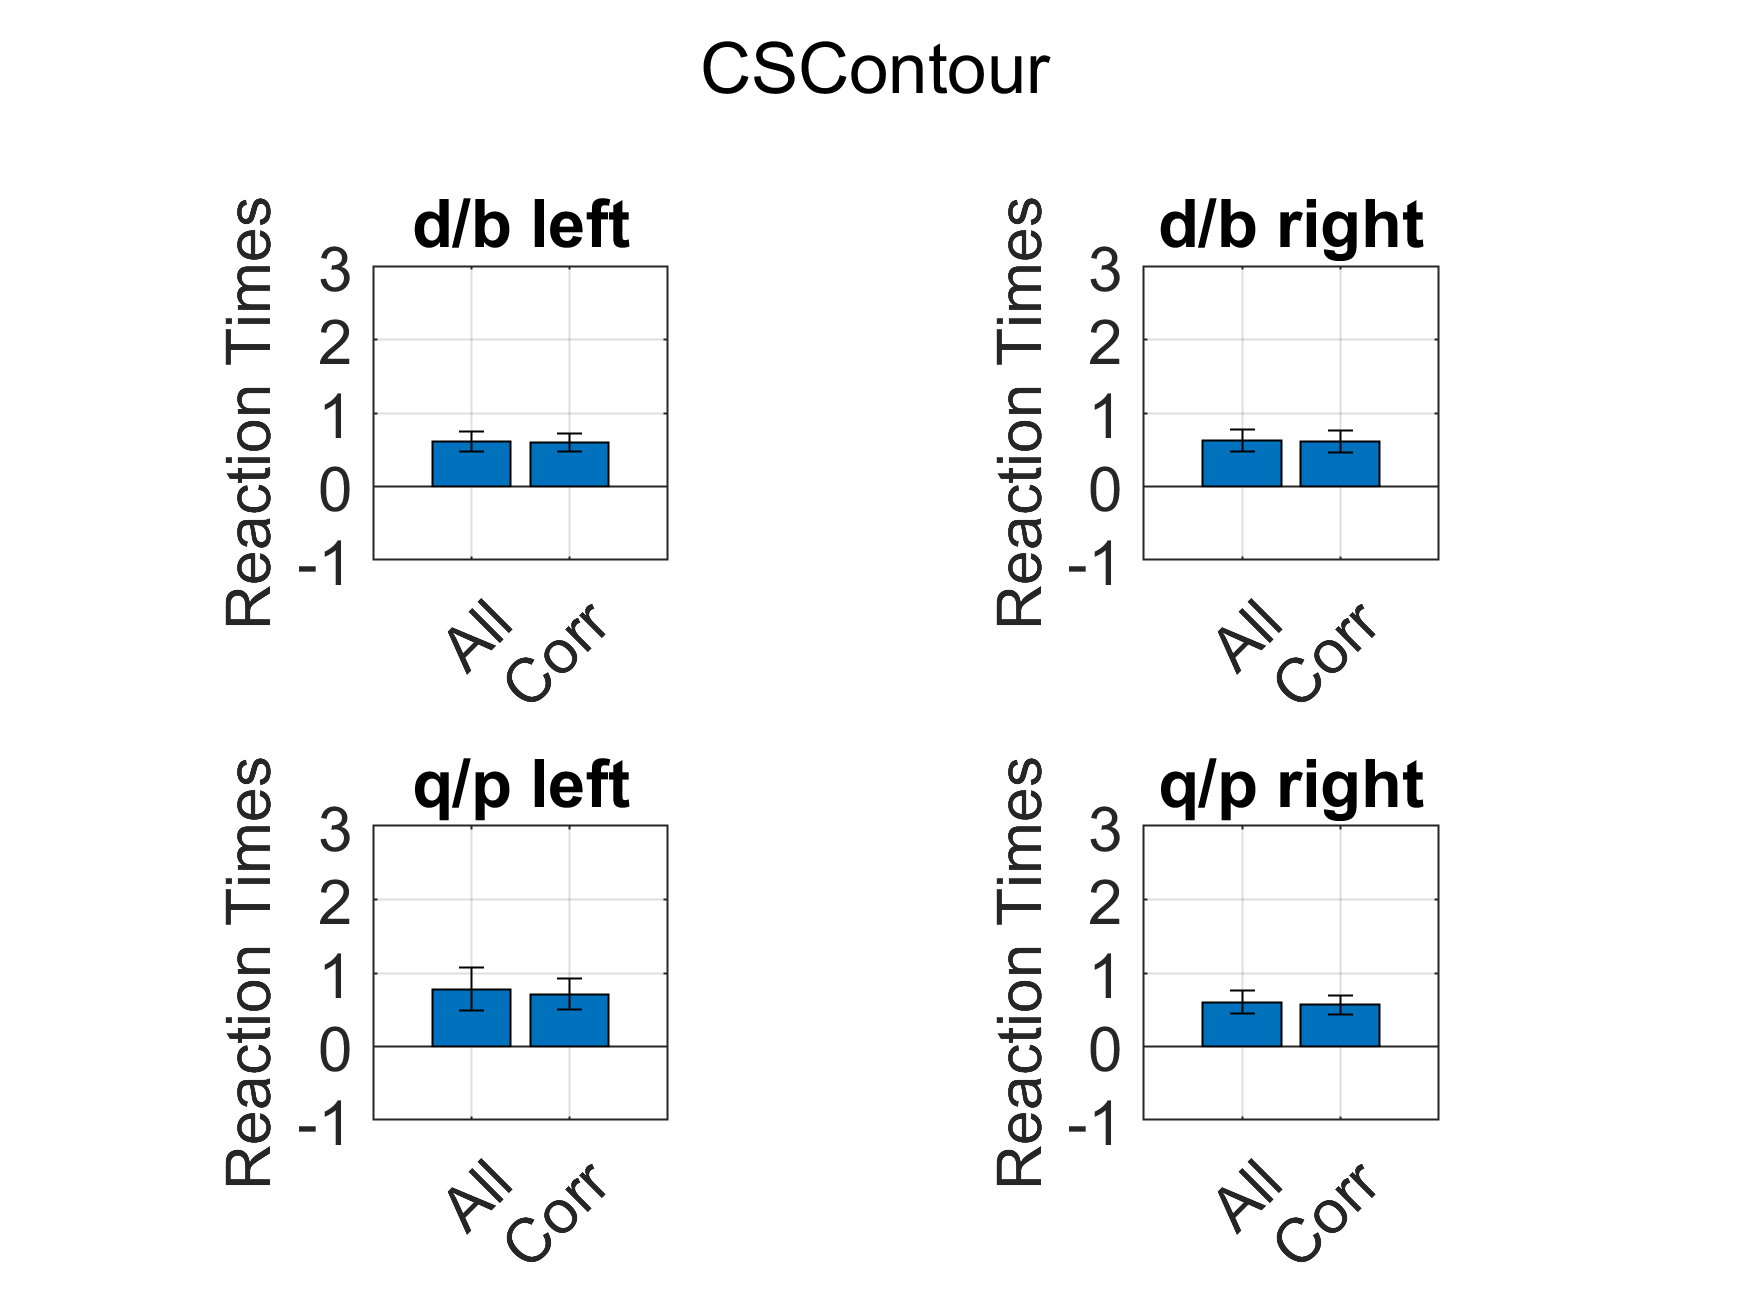 CSContour
d/b left
Reaction Times
3
2
1
0
-1
All
Corr
d/b right
Reaction Times
3
2
1
0
-1
All
Corr
q/p left
Reaction Times
3
2
1
0
-1
All
Corr
q/p right
Reaction Times
3
2
1
0
-1
All
Corr